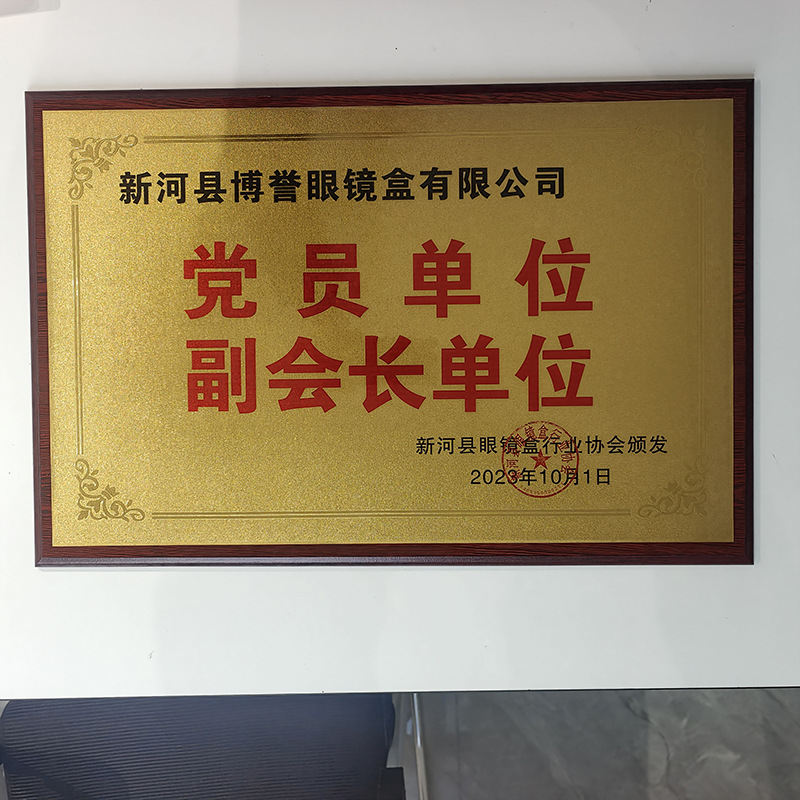 新河县博誉眼镜盒有限公司
党员单位
副会长单位
新河县眼镜盒行业协会颁发
2023年10月1日